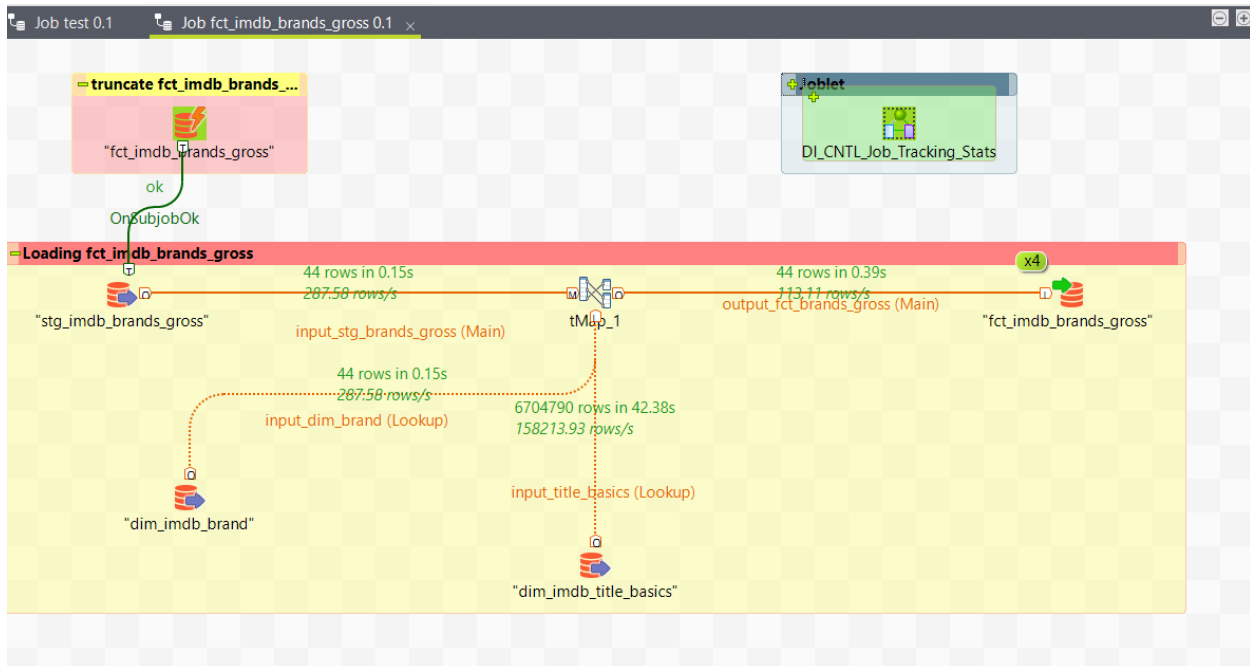 Job test 0.1
Job fct_imdb_brands_gross 0.1
truncate fct_imdb_brands_...
"fct_imdb_brands_gross"
ok
OnSubjobOk
Joblet
DI_CNTL_Job_Tracking_Stats
Loading fct_imdb_brands_gross
44 rows in 0.15s
287.58 rows/s
input_stg_brands_gross (Main)
"stg_imdb_brands_gross"
tMap_1
44 rows in 0.39s
113.11 rows/s
output_fct_brands_gross (Main)
x4
"fct_imdb_brands_gross"
44 rows in 0.15s
287.58 rows/s
input_dim_brand (Lookup)
"dim_imdb_brand"
6704790 rows in 42.38s
158213.93 rows/s
input_title_basics (Lookup)
"dim_imdb_title_basics"